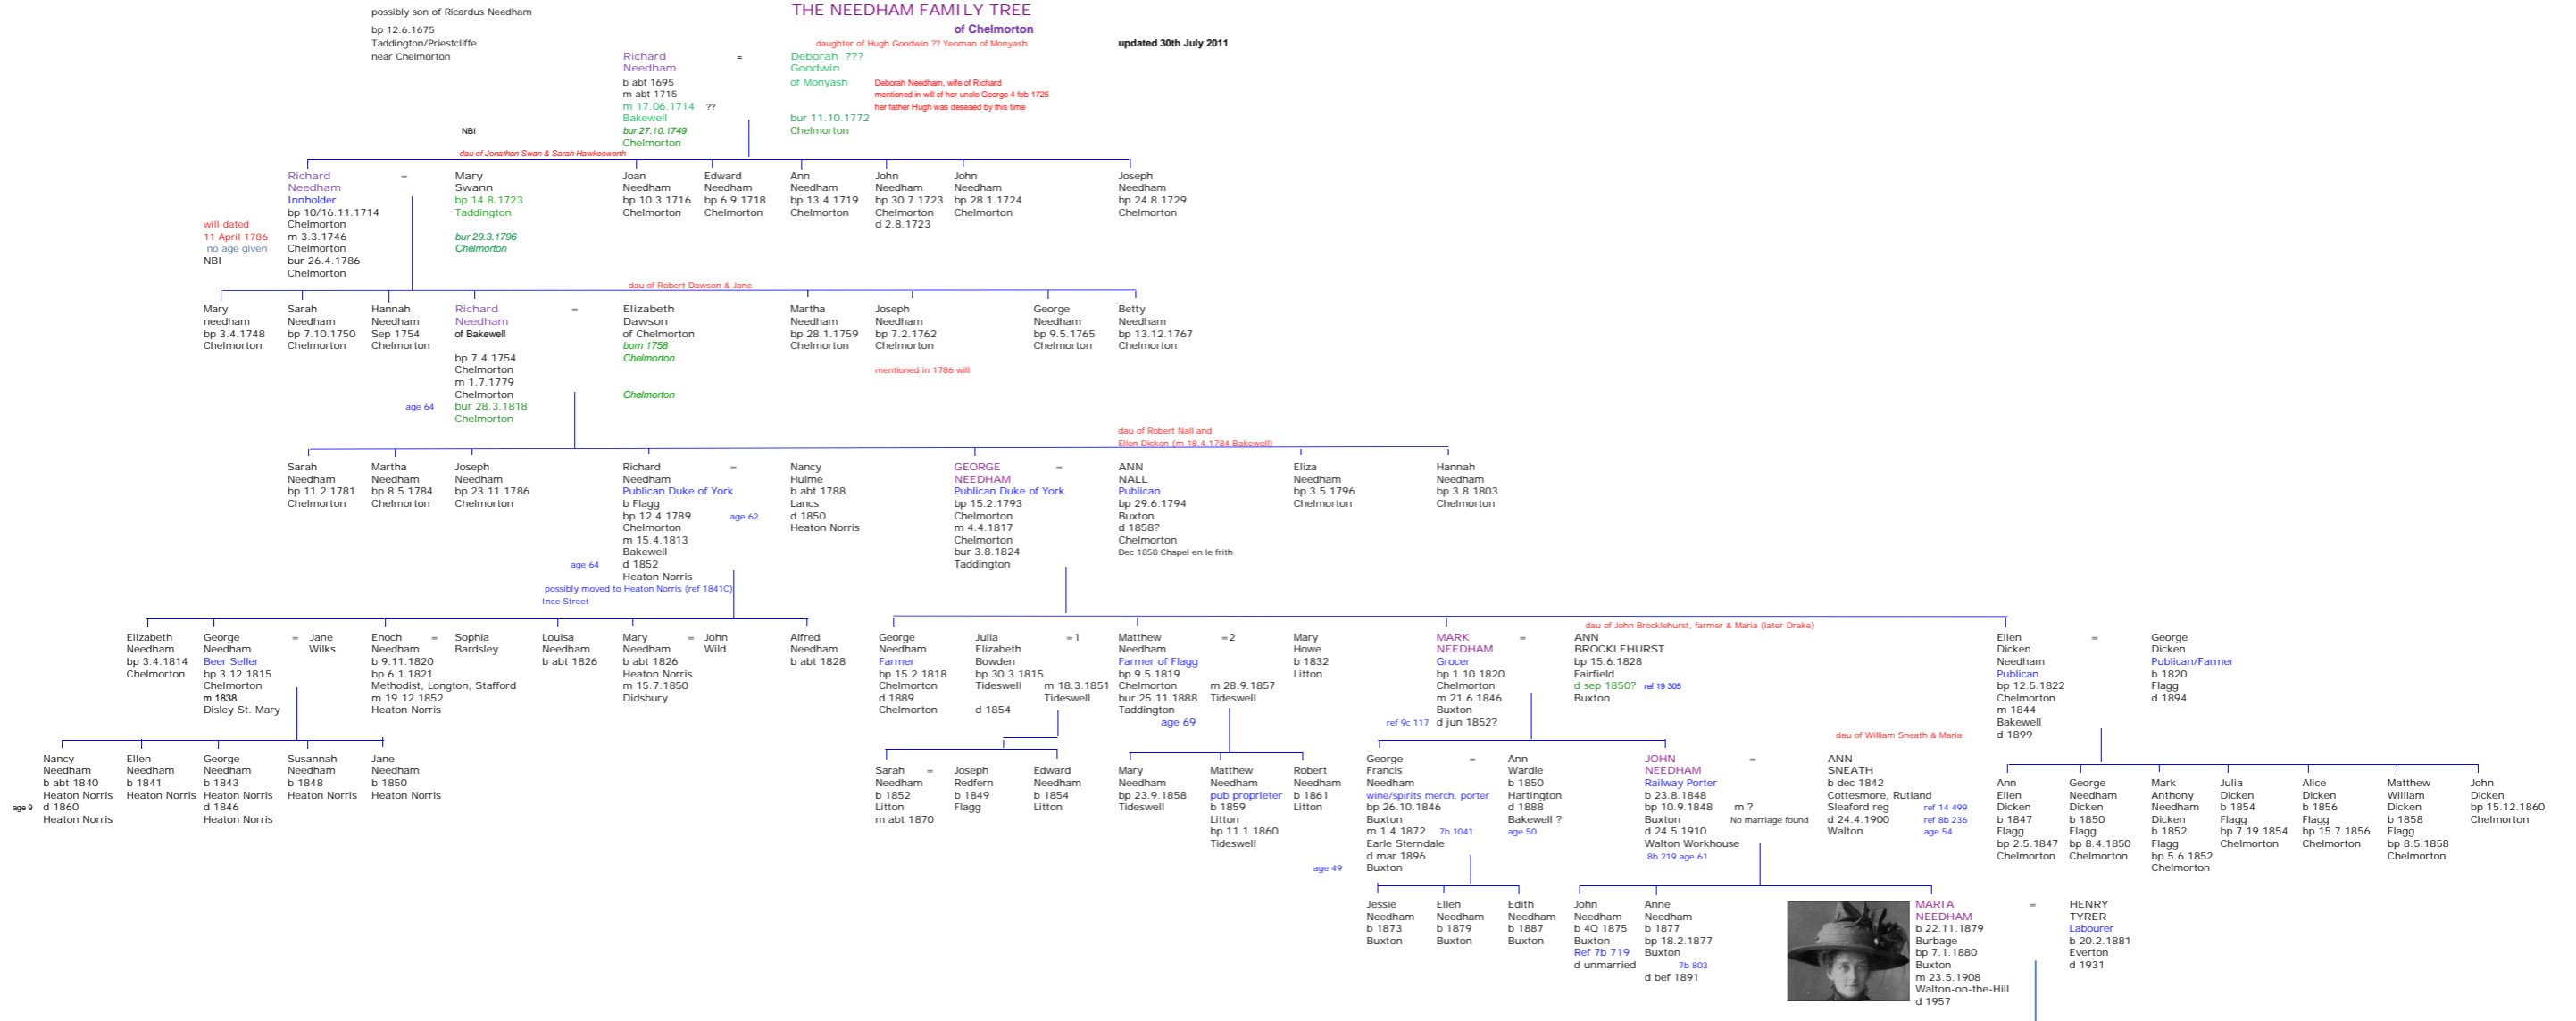 THE NEEDHAM FAMILY TREE
of Chelmorton
updated 30th July 2011
possibly son of Ricardus Needham
bp 12.6.1675
Taddington/Priestcliffe
near Chelmorton
daughter of Hugh Goodwin ?? Yeoman of Monyash
Richard
Needham
b abt 1695
m abt 1715
m 17.06.1714 ??
Bakewell
bur 27.10.1749
Chelmorton
NBI
=
Deborah ???
Goodwin
of Monyash
bur 11.10.1772
Chelmorton
Deborah Needham, wife of Richard
mentioned in will of her uncle George 4 feb 1725
her father Hugh was deseaed by this time
dau of Jonathan Swan & Sarah Hawkesworth
will dated
11 April 1786
no age given
NBI
Richard
Needham
Innholder
bp 10/16.11.1714
Chelmorton
m 3.3.1746
Chelmorton
bur 26.4.1786
Chelmorton
=
Mary
Swann
bp 14.8.1723
Taddington
bur 29.3.1796
Chelmorton
Joan
Needham
bp 10.3.1716
Chelmorton
Edward
Needham
bp 6.9.1718
Chelmorton
Ann
Needham
bp 13.4.1719
Chelmorton
John
Needham
bp 30.7.1723
Chelmorton
d 2.8.1723
John
Needham
bp 28.1.1724
Chelmorton
Joseph
Needham
bp 24.8.1729
Chelmorton
dau of Robert Dawson & Jane
Mary
needham
bp 3.4.1748
Chelmorton
Sarah
Needham
bp 7.10.1750
Chelmorton
Hannah
Needham
Sep 1754
Chelmorton
Richard
Needham
of Bakewell
bp 7.4.1754
Chelmorton
m 1.7.1779
Chelmorton
age 64
bur 28.3.1818
Chelmorton
=
Elizabeth
Dawson
of Chelmorton
born 1758
Chelmorton
Chelmorton
Martha
Needham
bp 28.1.1759
Chelmorton
Joseph
Needham
bp 7.2.1762
Chelmorton
mentioned in 1786 will
George
Needham
bp 9.5.1765
Chelmorton
Betty
Needham
bp 13.12.1767
Chelmorton
dau of Robert Nall and
Ellen Dicken (m 18.4.1784 Bakewell)
Sarah
Needham
bp 11.2.1781
Chelmorton
Martha
Needham
bp 8.5.1784
Chelmorton
Joseph
Needham
bp 23.11.1786
Chelmorton
Richard
Needham
Publican Duke of York
b Flagg
bp 12.4.1789
Chelmorton
m 15.4.1813
Bakewell
age 64
d 1852
Heaton Norris
possibly moved to Heaton Norris (ref 1841C)
Ince Street
=
age 62
Nancy
Hulme
b abt 1788
Lancs
d 1850
Heaton Norris
GEORGE
NEEDHAM
Publican Duke of York
bp 15.2.1793
Chelmorton
m 4.4.1817
Chelmorton
bur 3.8.1824
Taddington
=
ANN
NALL
Publican
bp 29.6.1794
Buxton
d 1858?
Chelmorton
Dec 1858 Chapel en le frith
Eliza
Needham
bp 3.5.1796
Chelmorton
Hannah
Needham
bp 3.8.1803
Chelmorton
Elizabeth
Needham
bp 3.4.1814
Chelmorton
George
Needham
Beer Seller
bp 3.12.1815
Chelmorton
m 1838
Disley St. Mary
=
Jane
Wilks
Enoch
Needham
b 9.11.1820
bp 6.1.1821
Methodist, Longton, Stafford
m 19.12.1852
Heaton Norris
=
Sophia
Bardsley
Louisa
Needham
b abt 1826
Mary
Needham
b abt 1826
Heaton Norris
m 15.7.1850
Didsbury
=
John
Wild
Alfred
Needham
b abt 1828
George
Needham
Farmer
bp 15.2.1818
Chelmorton
d 1889
Chelmorton
Julia
Elizabeth
Bowden
bp 30.3.1815
Tideswell
d 1854
=1
m 18.3.1851
Tideswell
Matthew
Needham
Farmer of Flagg
bp 9.5.1819
Chelmorton
bur 25.11.1888
Taddington
age 69
=2
m 28.9.1857
Tideswell
Mary
Howe
b 1832
Litton
MARK
NEEDHAM
Grocer
bp 1.10.1820
Chelmorton
m 21.6.1846
Buxton
ref 9c 117
d jun 1852?
=
dau of John Brocklehurst, farmer & Maria (later Drake)
ANN
BROCKLEHURST
bp 15.6.1828
Fairfield
d sep 1850? ref 19 305
Buxton
Ellen
Dicken
Needham
Publican
bp 12.5.1822
Chelmorton
m 1844
Bakewell
d 1899
=
George
Dicken
Publican/Farmer
b 1820
Flagg
d 1894
Nancy
Needham
b abt 1840
Heaton Norris
age 9
d 1860
Heaton Norris
Ellen
Needham
b 1841
Heaton Norris
George
Needham
b 1843
Heaton Norris
d 1846
Heaton Norris
Susannah
Needham
b 1848
Heaton Norris
Jane
Needham
b 1850
Heaton Norris
Sarah
Needham
b 1852
Litton
m abt 1870
=
Joseph
Redfern
b 1849
Flagg
Edward
Needham
b 1854
Litton
Mary
Needham
bp 23.9.1858
Tideswell
Matthew
Needham
pub proprieter
b 1859
Litton
bp 11.1.1860
Tideswell
Robert
Needham
b 1861
Litton
George
Francis
Needham
wine/spirits merch. porter
bp 26.10.1846
Buxton
m 1.4.1872 7b 1041
Earle Sterndale
d mar 1896
age 49
Buxton
=
Ann
Wardle
b 1850
Hartington
d 1888
Bakewell ?
age 50
JOHN
NEEDHAM
Railway Porter
b 23.8.1848
bp 10.9.1848
Buxton
d 24.5.1910
Walton Workhouse
8b 219 age 61
=
m ?
No marriage found
dau of William Sneath & Maria
ANN
SNEATH
b dec 1842
Cottesmore, Rutland
Sleaford reg ref 14 499
d 24.4.1900 ref 8b 236
Walton age 54
Ann
Ellen
Dicken
b 1847
Flagg
bp 2.5.1847
Chelmorton
George
Needham
Dicken
b 1850
Flagg
bp 8.4.1850
Chelmorton
Mark
Anthony
Needham
Dicken
b 1852
Flagg
bp 5.6.1852
Chelmorton
Julia
Dicken
b 1854
Flagg
bp 7.19.1854
Chelmorton
Alice
Dicken
b 1856
Flagg
bp 15.7.1856
Chelmorton
Matthew
William
Dicken
b 1858
Flagg
bp 8.5.1858
Chelmorton
John
Dicken
bp 15.12.1860
Chelmorton
Jessie
Needham
b 1873
Buxton
Ellen
Needham
b 1879
Buxton
Edith
Needham
b 1887
Buxton
John
Needham
b 4Q 1875
Buxton
Ref 7b 719
d unmarried
Anne
Needham
b 1877
bp 18.2.1877
Buxton
7b 803
d bef 1891
MARIA
NEEDHAM
b 22.11.1879
Burbage
bp 7.1.1880
Buxton
m 23.5.1908
Walton-on-the-Hill
d 1957
=
HENRY
TYRER
Labourer
b 20.2.1881
Everton
d 1931